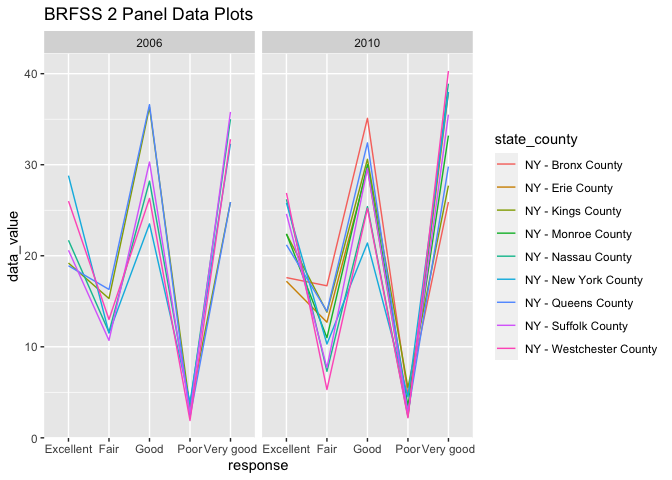 BRFSS 2 Panel Data Plots
2006
2010
40
30
20
10
0
data_value
Excellent Fair Good Poor Very good
Excellent Fair Good Poor Very good
response
state_county
NY - Bronx County
NY - Erie County
NY - Kings County
NY - Monroe County
NY - Nassau County
NY - New York County
NY - Queens County
NY - Suffolk County
NY - Westchester County